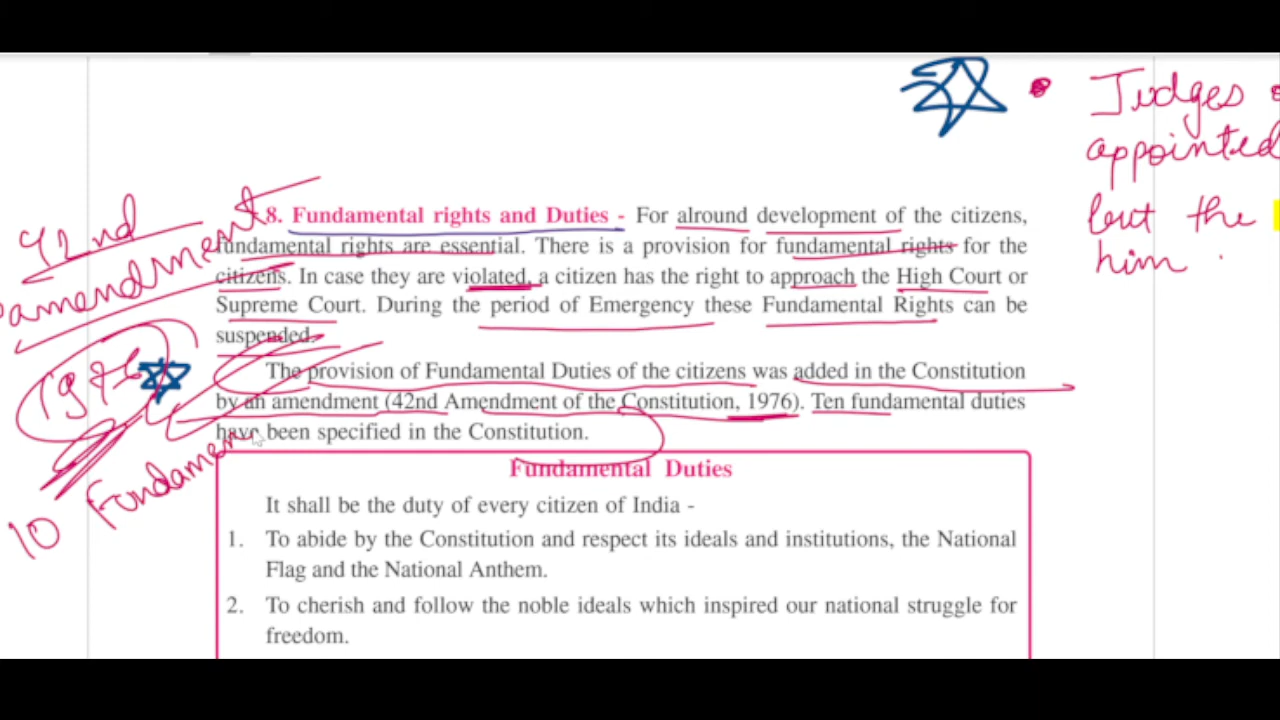 Judges
appointed
but the
him.
42nd
amendment
1976
10 Fundamen
8. Fundamental rights and Duties - For alround development of the citizens,
fundamental rights are essential. There is a provision for fundamental rights for the
citizens. In case they are violated, a citizen has the right to approach the High Court or
Supreme Court. During the period of Emergency these Fundamental Rights can be
suspended.
The provision of Fundamental Duties of the citizens was added in the Constitution
by an amendment (42nd Amendment of the Constitution, 1976). Ten fundamental duties
have been specified in the Constitution.
Fundamental Duties
It shall be the duty of every citizen of India -
1. To abide by the Constitution and respect its ideals and institutions, the National
Flag and the National Anthem.
2. To cherish and follow the noble ideals which inspired our national struggle for
freedom.